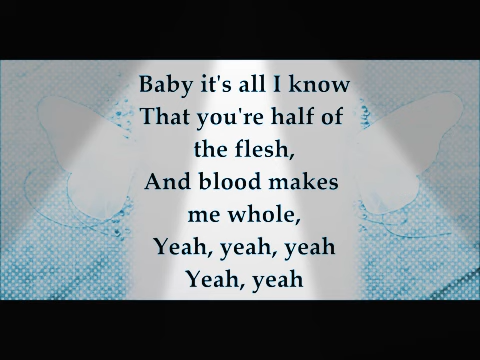 Baby it's all I know
That you're half of
the flesh,
And blood makes
me whole,
Yeah, yeah, yeah
Yeah, yeah